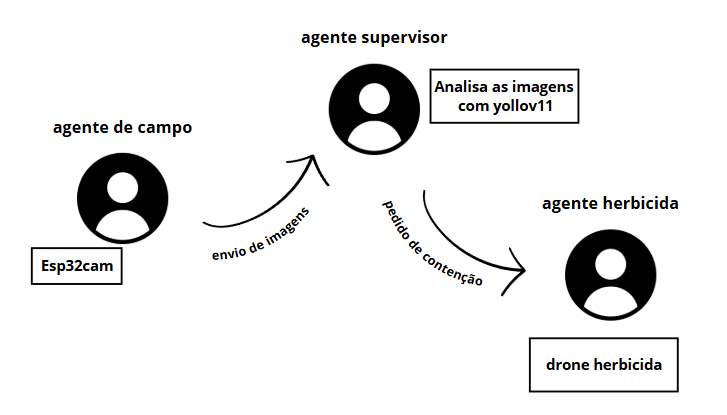 agente supervisor
Analisa as imagens
com yollov11
agente de campo
Esp32cam
envio de imagens
pedido de contenção
agente herbicida
drone herbicida